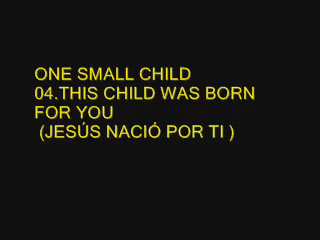 ONE SMALL CHILD
04.THIS CHILD WAS BORN
FOR YOU
(JESÚS NACIÓ POR TI )